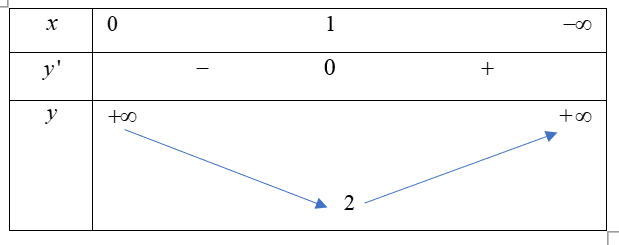 x 0 1 −∞
y' − 0 +
y +∞ +∞
2